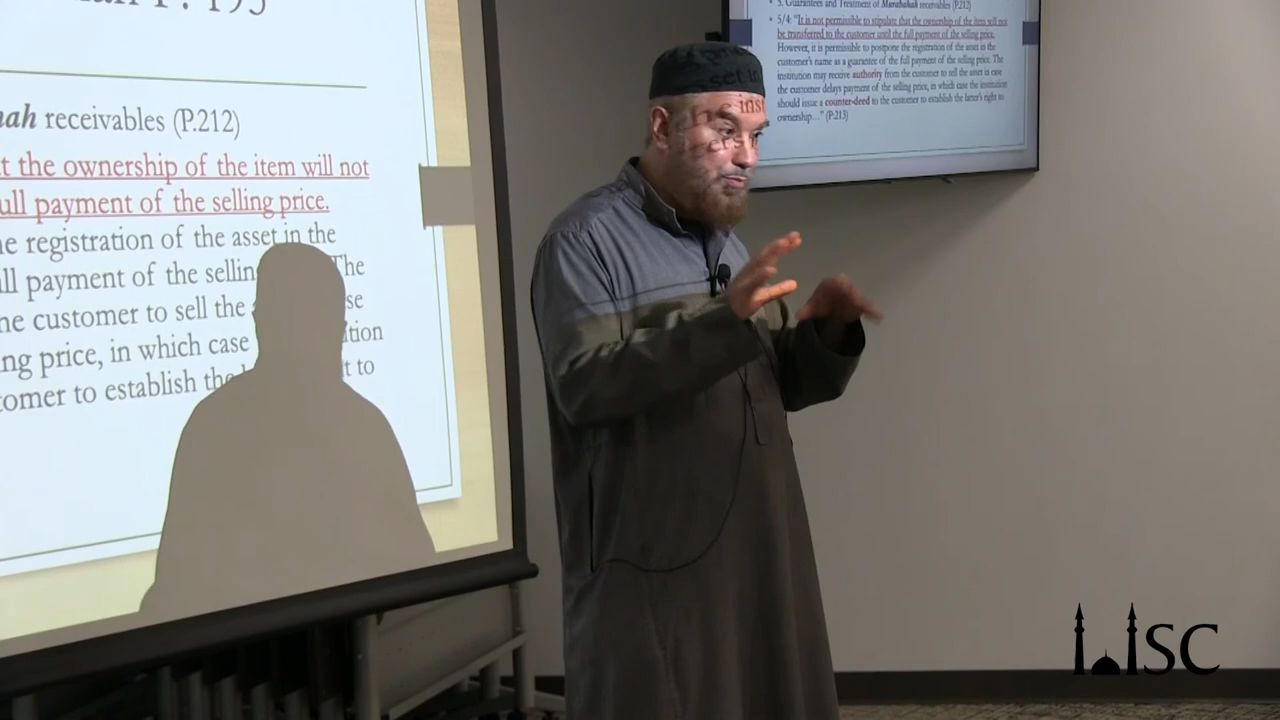 P. 195
hah receivables (P.212)
t the ownership of the item will not
ull payment of the selling price.
ne registration of the asset in the
ll payment of the selling The
he customer to sell the
ng price, in which case
tomer to establish the to
5. Guarantees and Treatment of Murabahah receivables (P.212)
• 5/4: "It is not permissible to stipulate that the ownership of the item will not
be transferred to the customer until the full payment of the selling price.
However, it is permissible to postpone the registration of the asset in the
customer's name as a guarantee of the full payment of the selling price. The
institution may receive authority from the customer to sell the asset in case
the customer delays payment of the selling price, in which case the institution
should issue a counter-deed to the customer to establish the latter's right to
ownership…" (P.213)
ISC